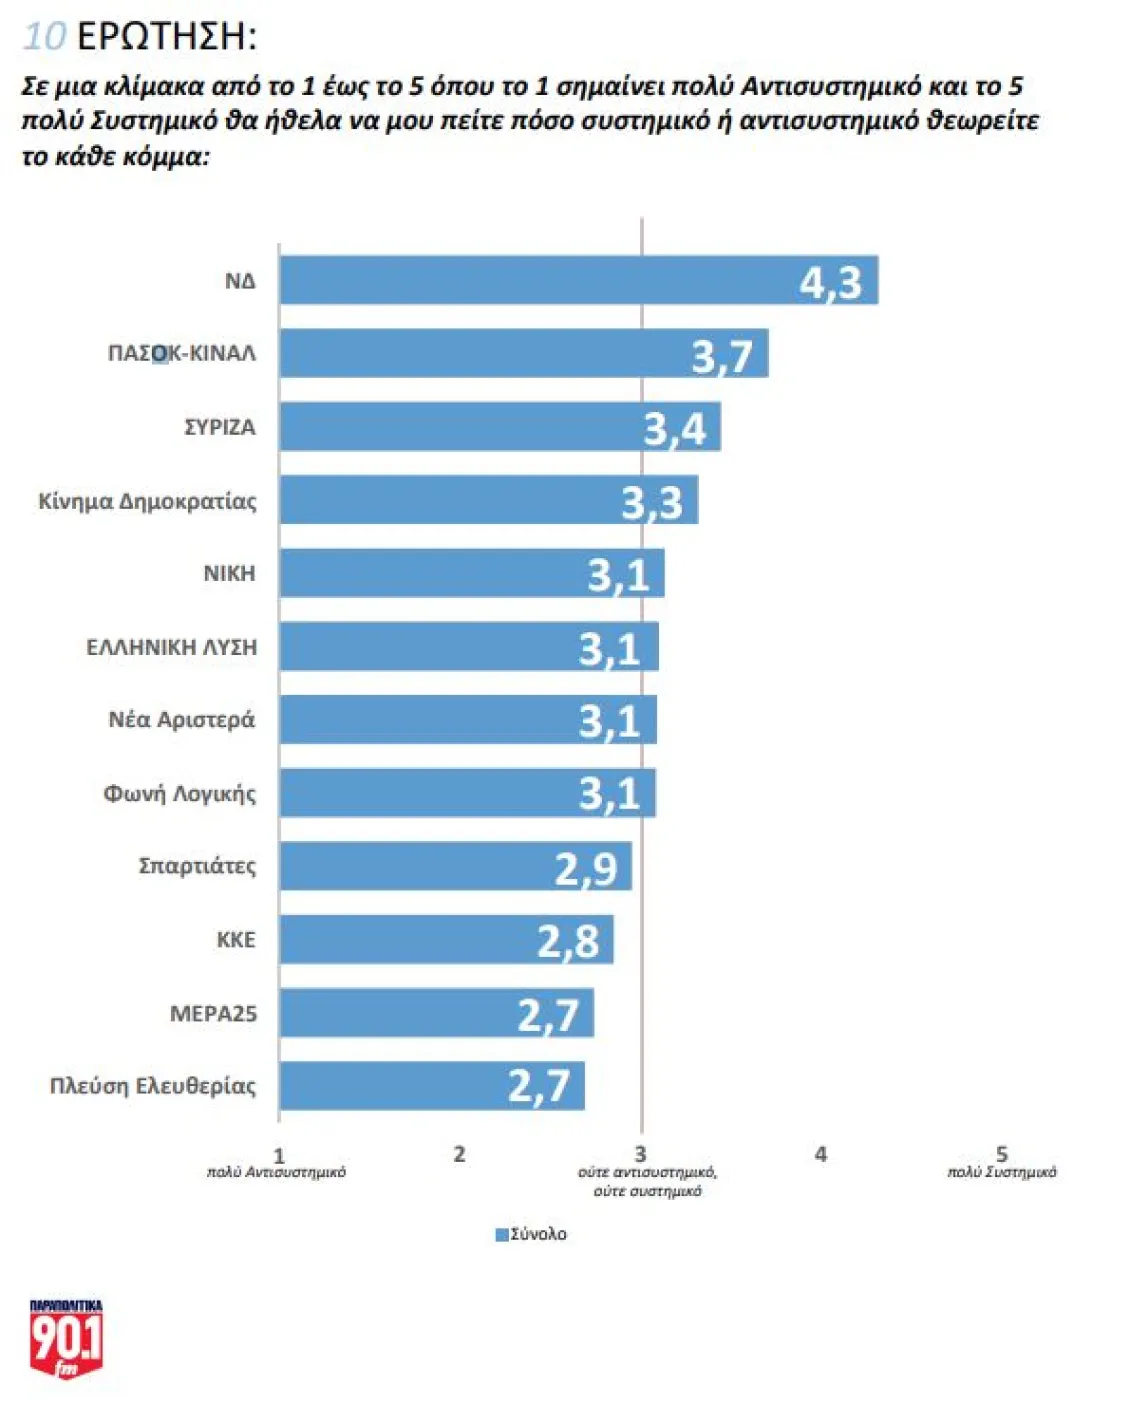 10 ΕΡΩΤΗΣΗ:
Σε μια κλίμακα από το 1 έως το 5 όπου το 1 σημαίνει πολύ Αντισυστημικό και το 5
πολύ Συστημικό θα ήθελα να μου πείτε πόσο συστημικό ή αντισυστημικό θεωρείτε
το κάθε κόμμα:
ΝΔ 4,3
ΠΑΣΟΚ-ΚΙΝΑΛ 3,7
ΣΥΡΙΖΑ 3,4
Κίνημα Δημοκρατίας 3,3
ΝΙΚΗ 3,1
ΕΛΛΗΝΙΚΗ ΛΥΣΗ 3,1
Νέα Αριστερά 3,1
Φωνή Λογικής 3,1
Σπαρτιάτες 2,9
ΚΚΕ 2,8
ΜΕΡΑ25 2,7
Πλεύση Ελευθερίας 2,7
1 2 3 4 5
πολύ Αντισυστημικό ούτε αντισυστημικό, πολύ Συστημικό
ούτε συστημικό
Σύνολο
ΠΑΡΑΠΟΛΙΤΙΚΑ
90.1
fm